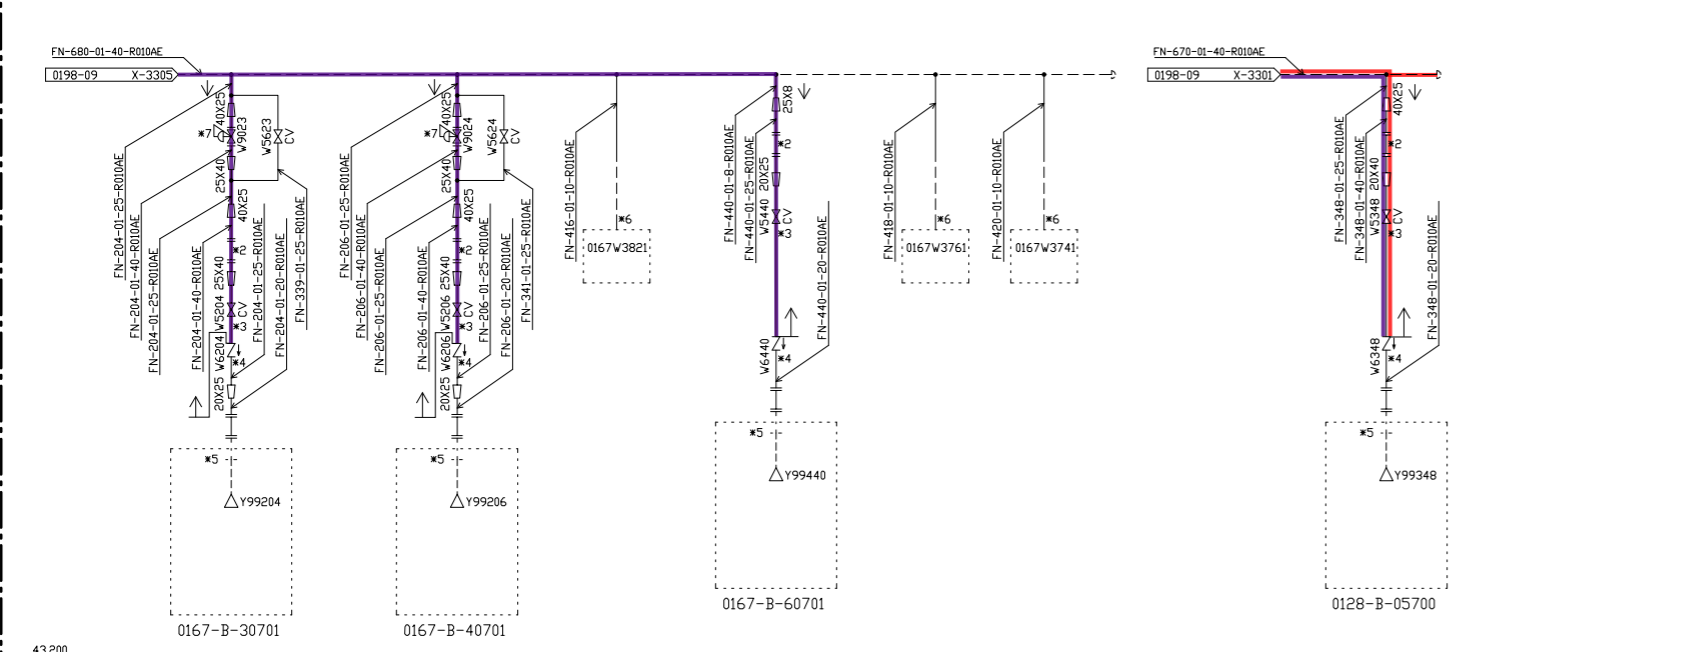 FN-680-01-40-R010AE
0198-09 X-3305
FN-670-01-40-R010AE
0198-09 X-3301
FN-204-01-25-R010AE
FN-204-01-40-R010AE
FN-204-01-25-R010AE
FN-204-01-40-R010AE
40X25
*7
W9023
W5623
CV
25X40
40X25
*2
25X40
W5204
CV
*3
W6204
*4
20X25
FN-204-01-25-R010AE
FN-204-01-20-R010AE
FN-339-01-25-R010AE
*5
Y99204
0167-B-30701
FN-206-01-25-R010AE
FN-206-01-40-R010AE
FN-206-01-25-R010AE
FN-206-01-40-R010AE
40X25
*7
W9024
W5624
CV
25X40
40X25
*2
25X40
W5206
CV
*3
W6206
*4
20X25
FN-206-01-25-R010AE
FN-206-01-20-R010AE
FN-341-01-25-R010AE
*5
Y99206
0167-B-40701
FN-416-01-10-R010AE
*6
0167W3821
FN-440-01-8-R010AE
FN-440-01-25-R010AE
25X8
*2
20X25
W5440
CV
*3
W6440
*4
FN-440-01-20-R010AE
*5
Y99440
0167-B-60701
FN-418-01-10-R010AE
*6
0167W3761
FN-420-01-10-R010AE
*6
0167W3741
FN-348-01-25-R010AE
FN-348-01-40-R010AE
40X25
*2
20X40
W5348
CV
*3
W6348
*4
FN-348-01-20-R010AE
*5
Y99348
0128-B-05700
43.200